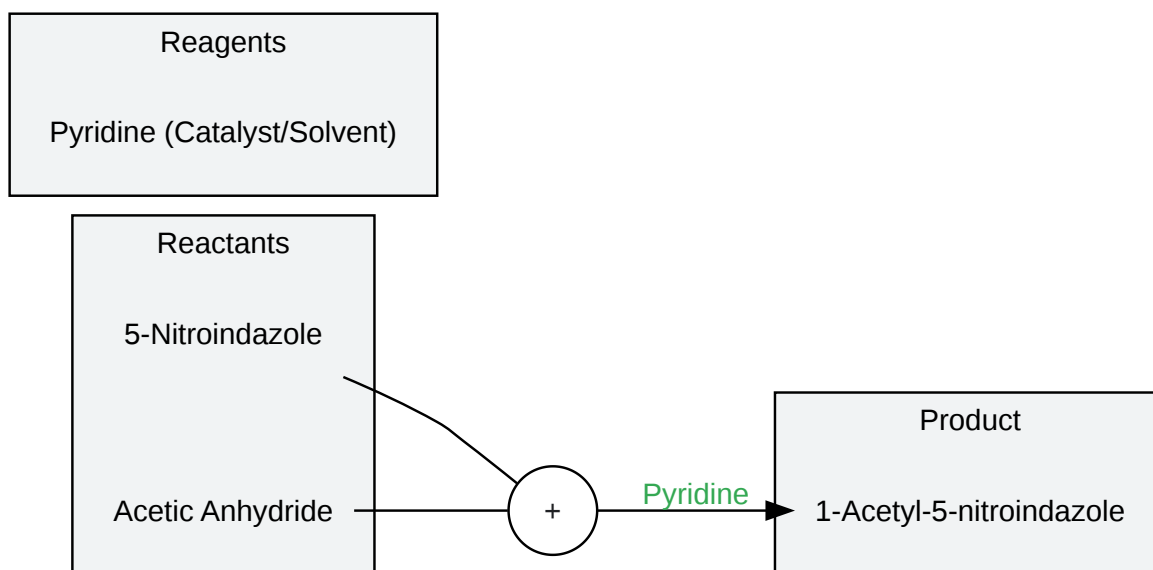 Reagents
Pyridine (Catalyst/Solvent)
Reactants
5-Nitroindazole
Acetic Anhydride
+
Pyridine
Product
1-Acetyl-5-nitroindazole